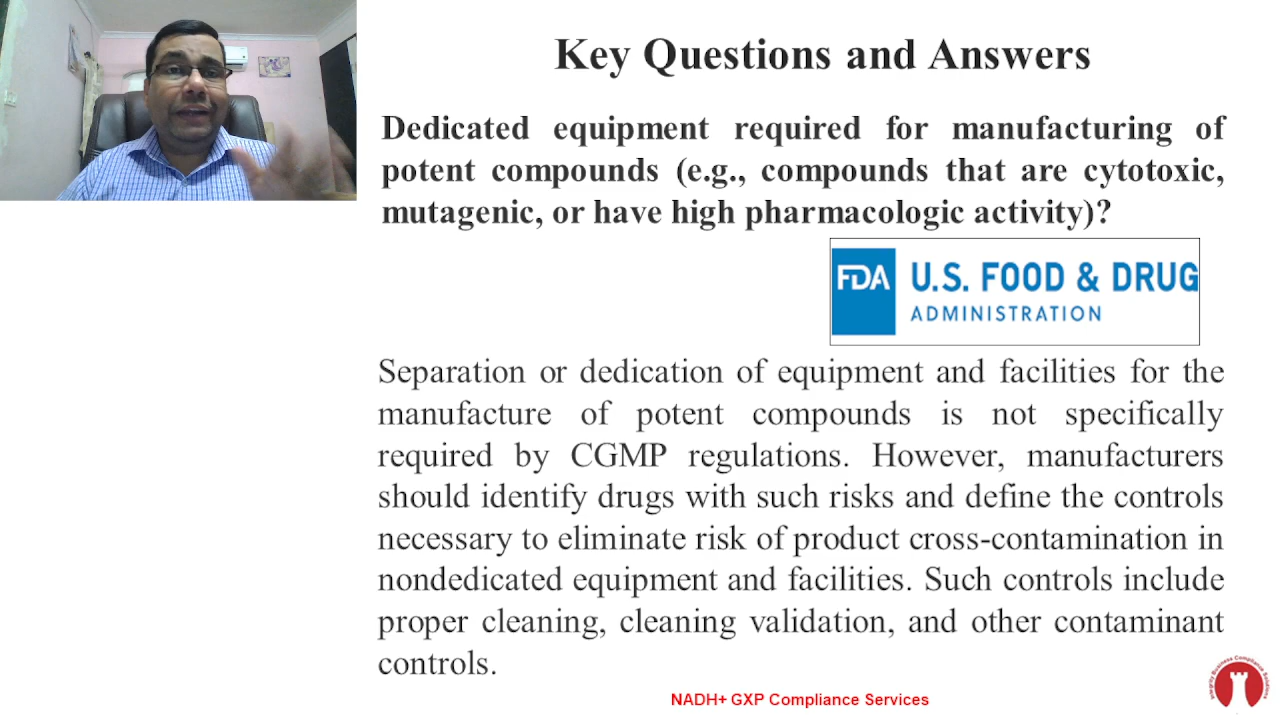 Key Questions and Answers
Dedicated equipment required for manufacturing of
potent compounds (e.g., compounds that are cytotoxic,
mutagenic, or have high pharmacologic activity)?
FDA U.S. FOOD & DRUG
ADMINISTRATION
Separation or dedication of equipment and facilities for the
manufacture of potent compounds is not specifically
required by CGMP regulations. However, manufacturers
should identify drugs with such risks and define the controls
necessary to eliminate risk of product cross-contamination in
nondedicated equipment and facilities. Such controls include
proper cleaning, cleaning validation, and other contaminant
controls.
Integrity Business Compliance Solutions
NADH+ GXP Compliance Services